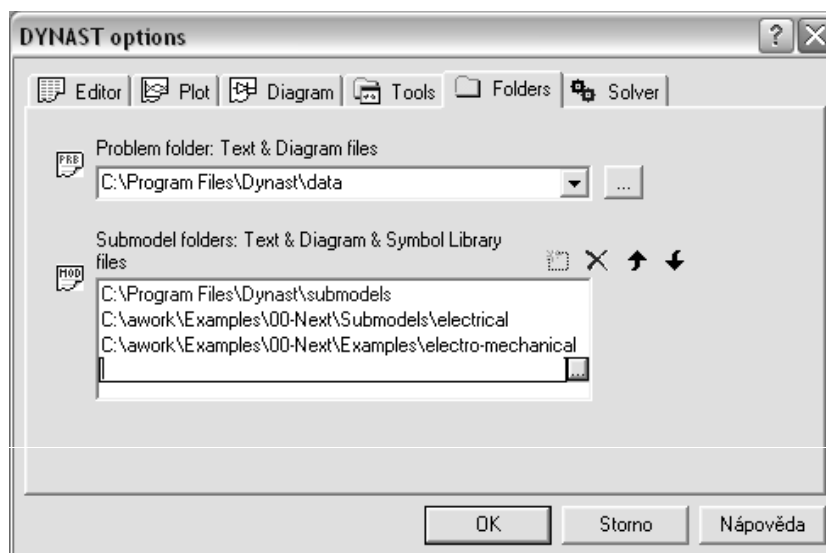 DYNAST options
Editor Plot Diagram Tools Folders Solver
Problem folder: Text & Diagram files
PRB
C:\Program Files\Dynast\data
...
Submodel folders: Text & Diagram & Symbol Library
files
MOD
C:\Program Files\Dynast\submodels
C:\awork\Examples\00-Next\Submodels\electrical
C:\awork\Examples\00-Next\Examples\electro-mechanical
...
OK Storno Nápověda